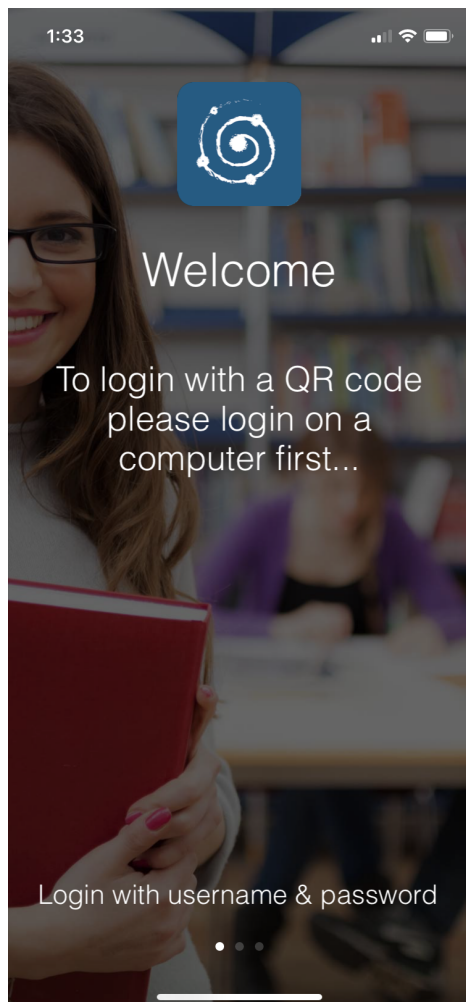 1:33
Welcome
To login with a QR code
please login on a
computer first...
Login with username & password